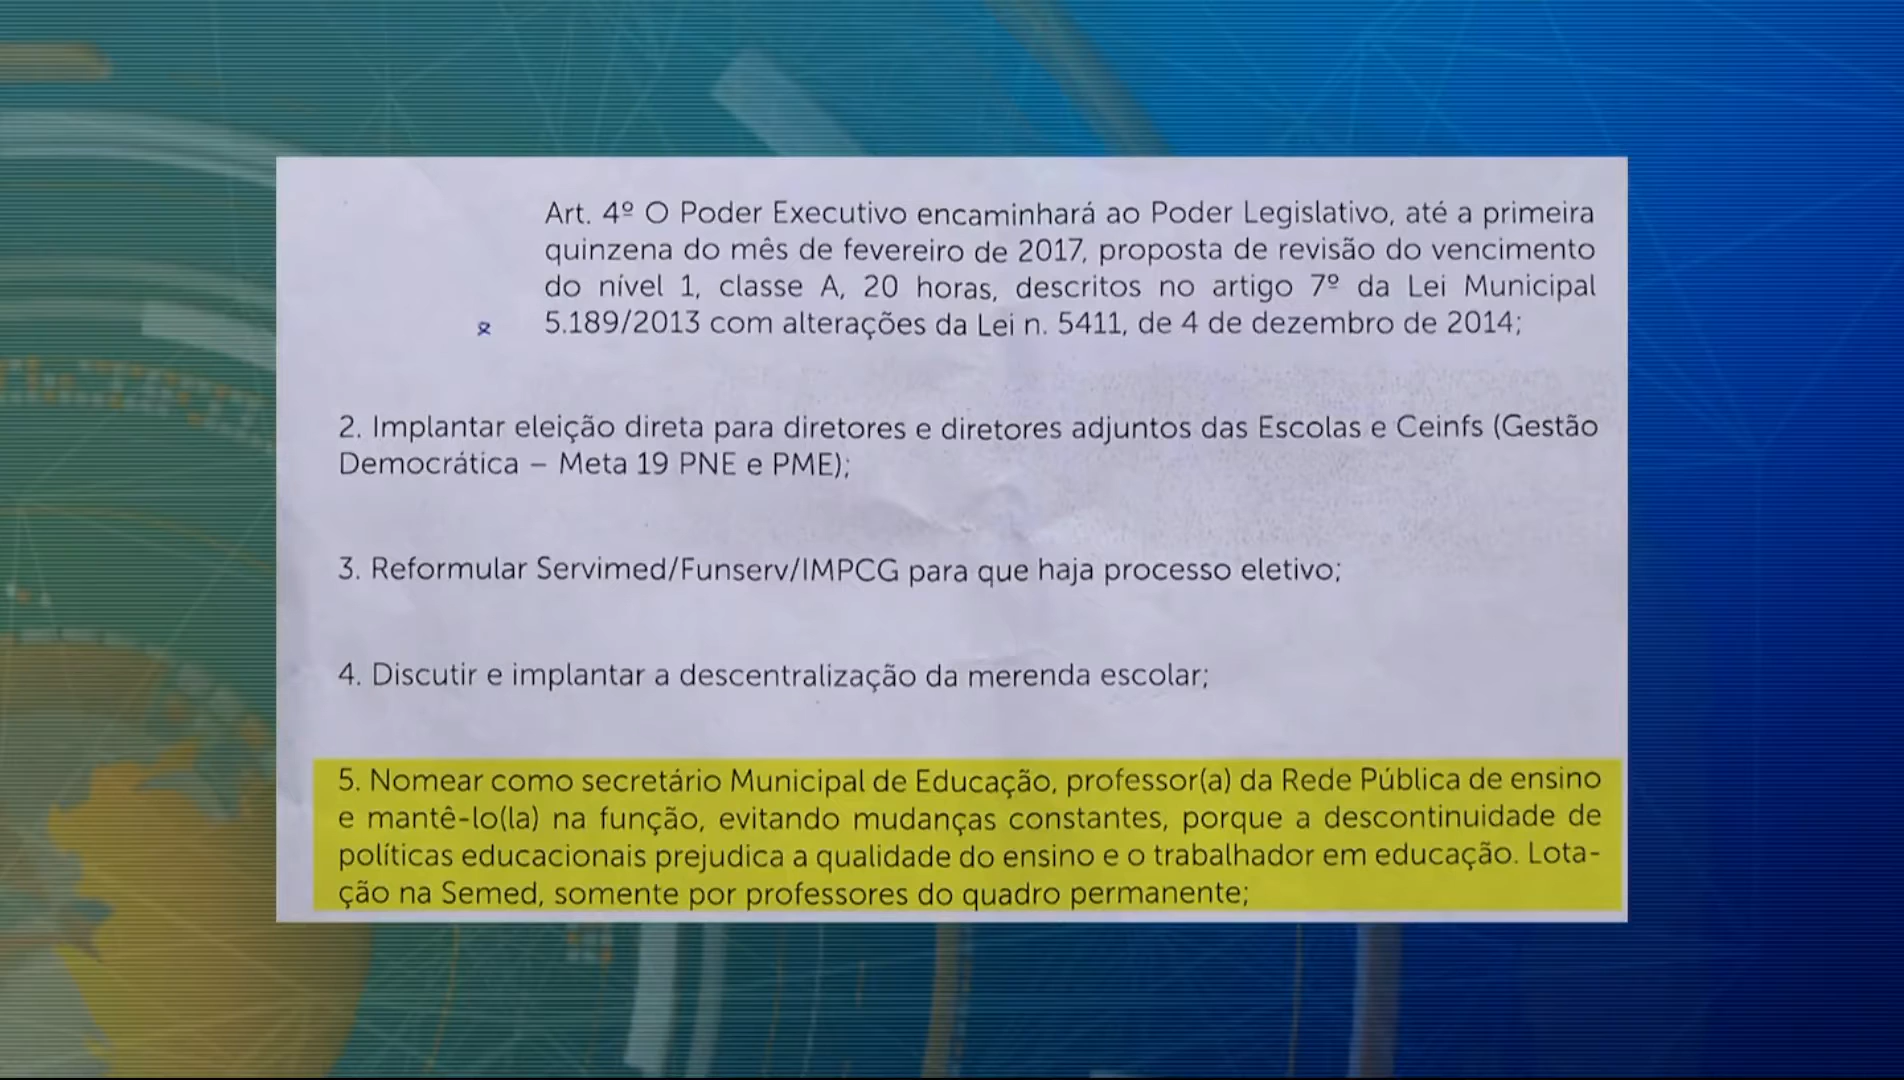 Art. 4º O Poder Executivo encaminhará ao Poder Legislativo, até a primeira
quinzena do mês de fevereiro de 2017, proposta de revisão do vencimento
do nível 1, classe A, 20 horas, descritos no artigo 7º da Lei Municipal
5.189/2013 com alterações da Lei n. 5411, de 4 de dezembro de 2014;
2. Implantar eleição direta para diretores e diretores adjuntos das Escolas e Ceinfs (Gestão
Democrática – Meta 19 PNE e PME);
3. Reformular Servimed/Funserv/IMPCG para que haja processo eletivo;
4. Discutir e implantar a descentralização da merenda escolar;
5. Nomear como secretário Municipal de Educação, professor(a) da Rede Pública de ensino
e mantê-lo(la) na função, evitando mudanças constantes, porque a descontinuidade de
políticas educacionais prejudica a qualidade do ensino e o trabalhador em educação. Lota-
ção na Semed, somente por professores do quadro permanente;